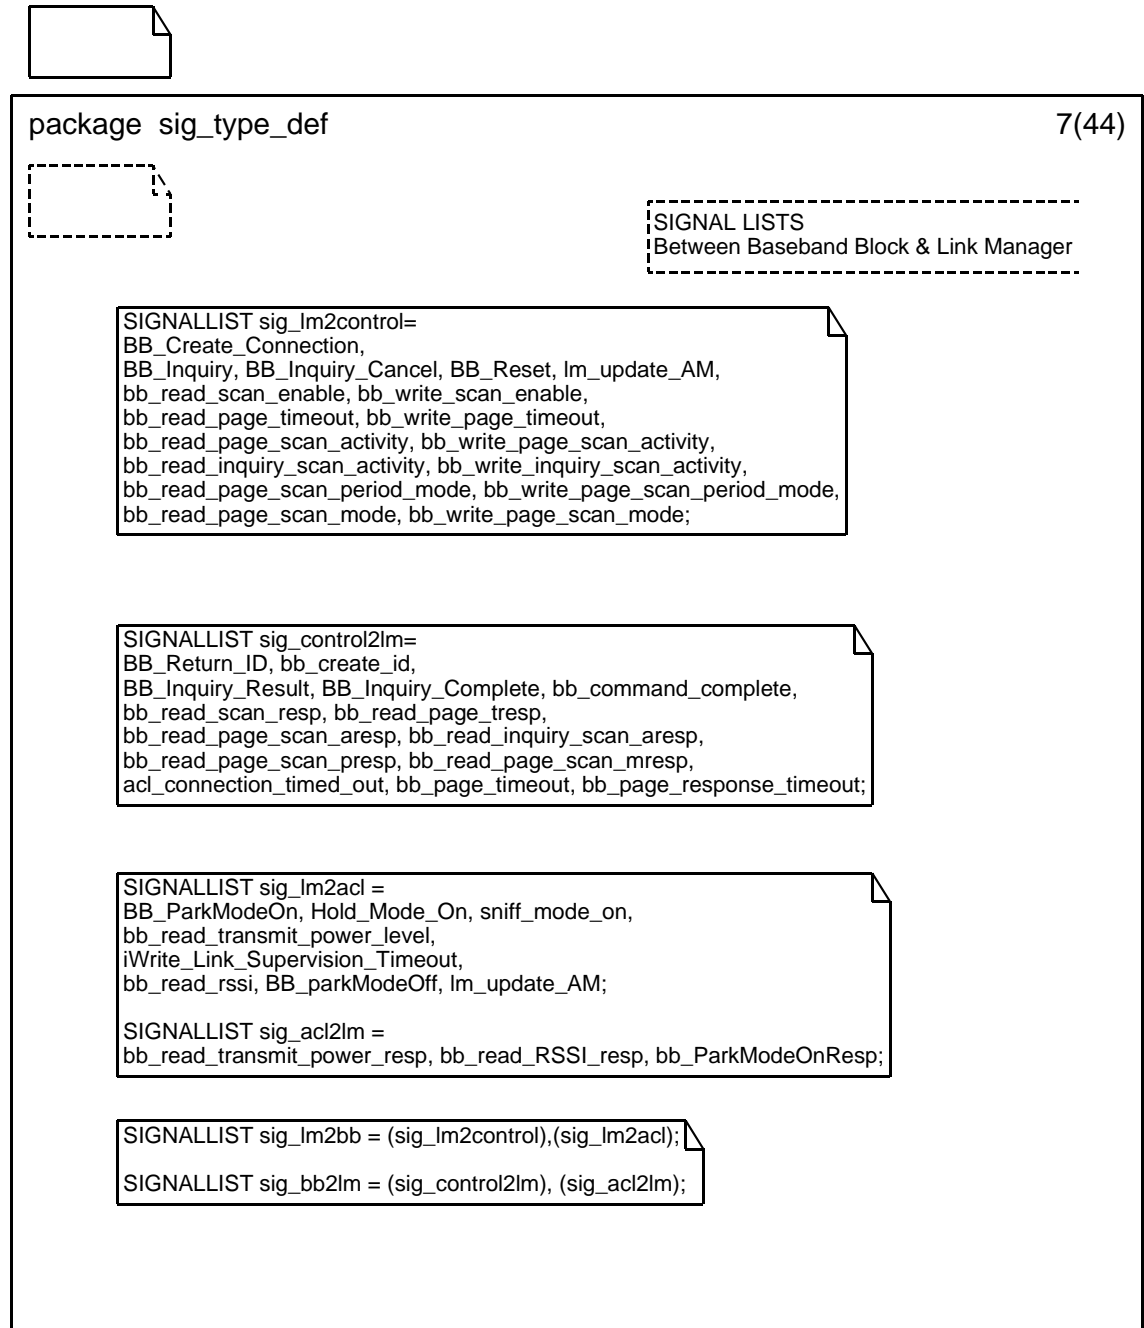 package sig_type_def 7(44)
SIGNAL LISTS
Between Baseband Block & Link Manager
SIGNALLIST sig_lm2control=
BB_Create_Connection,
BB_Inquiry, BB_Inquiry_Cancel, BB_Reset, lm_update_AM,
bb_read_scan_enable, bb_write_scan_enable,
bb_read_page_timeout, bb_write_page_timeout,
bb_read_page_scan_activity, bb_write_page_scan_activity,
bb_read_inquiry_scan_activity, bb_write_inquiry_scan_activity,
bb_read_page_scan_period_mode, bb_write_page_scan_period_mode,
bb_read_page_scan_mode, bb_write_page_scan_mode;
SIGNALLIST sig_control2lm=
BB_Return_ID, bb_create_id,
BB_Inquiry_Result, BB_Inquiry_Complete, bb_command_complete,
bb_read_scan_resp, bb_read_page_tresp,
bb_read_page_scan_aresp, bb_read_inquiry_scan_aresp,
bb_read_page_scan_presp, bb_read_page_scan_mresp,
acl_connection_timed_out, bb_page_timeout, bb_page_response_timeout;
SIGNALLIST sig_lm2acl =
BB_ParkModeOn, Hold_Mode_On, sniff_mode_on,
bb_read_transmit_power_level,
iWrite_Link_Supervision_Timeout,
bb_read_rssi, BB_parkModeOff, lm_update_AM;
SIGNALLIST sig_acl2lm =
bb_read_transmit_power_resp, bb_read_RSSI_resp, bb_ParkModeOnResp;
SIGNALLIST sig_lm2bb = (sig_lm2control),(sig_lm2acl);
SIGNALLIST sig_bb2lm = (sig_control2lm), (sig_acl2lm);